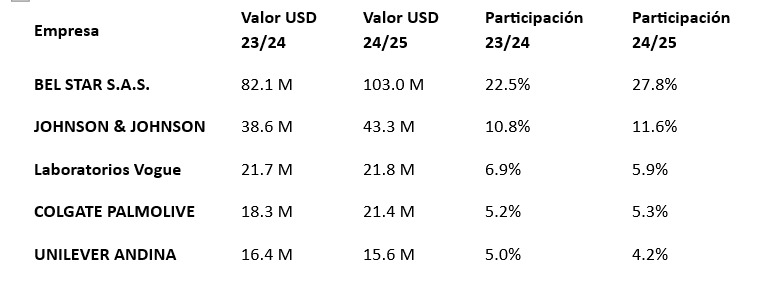 Empresa Valor USD 23/24 Valor USD 24/25 Participación 23/24 Participación 24/25
BEL STAR S.A.S. 82.1 M 103.0 M 22.5% 27.8%
JOHNSON & JOHNSON 38.6 M 43.3 M 10.8% 11.6%
Laboratorios Vogue 21.7 M 21.8 M 6.9% 5.9%
COLGATE PALMOLIVE 18.3 M 21.4 M 5.2% 5.3%
UNILEVER ANDINA 16.4 M 15.6 M 5.0% 4.2%